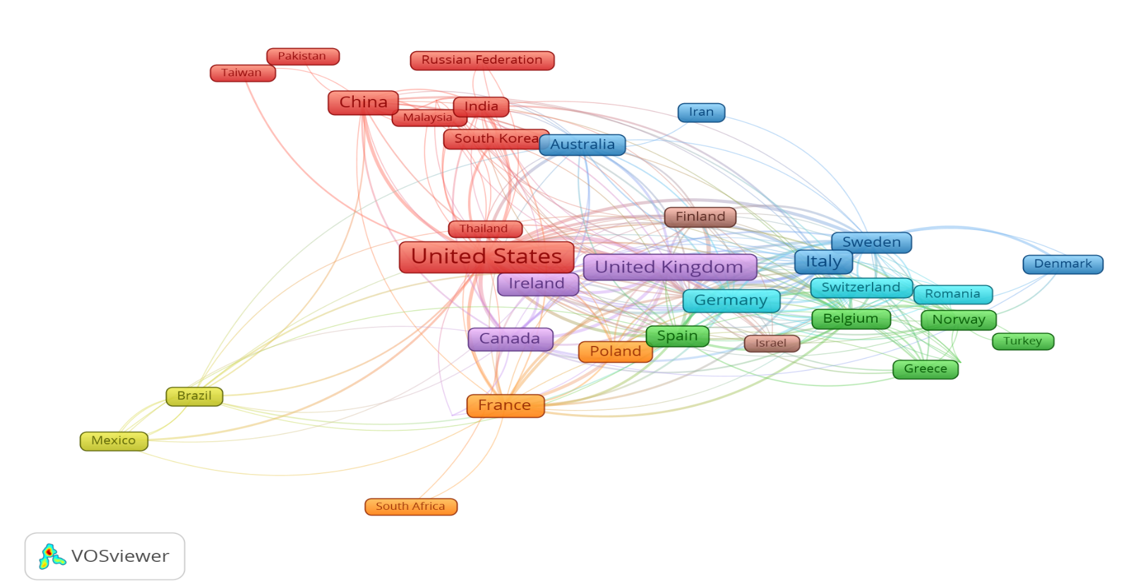 Pakistan
Taiwan
Russian Federation
China
India
Malaysia
Iran
South Korea
Australia
Finland
Thailand
Sweden
United States
Italy
United Kingdom
Denmark
Ireland
Switzerland
Romania
Germany
Belgium
Norway
Canada
Spain
Israel
Turkey
Poland
Greece
Brazil
France
Mexico
South Africa
VOSviewer